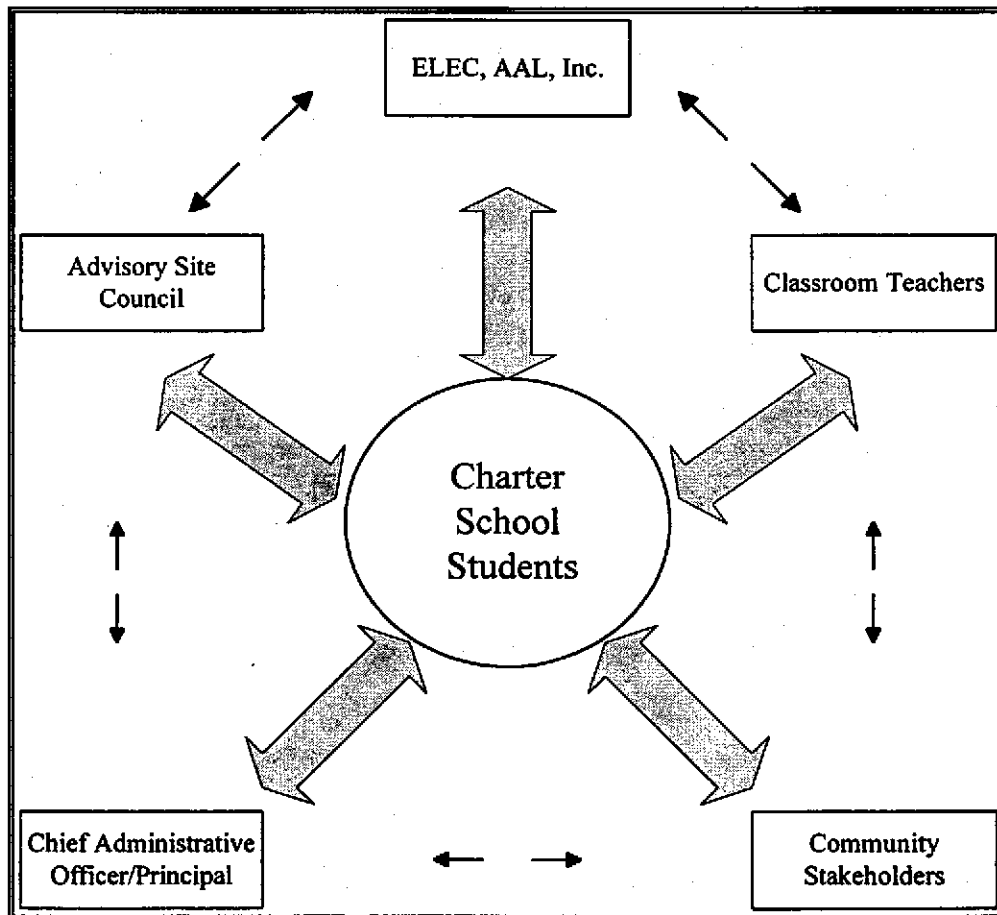 ELEC, AAL, Inc.
Advisory Site
Council
Classroom Teachers
Charter
School
Students
Chief Administrative
Officer/Principal
Community
Stakeholders